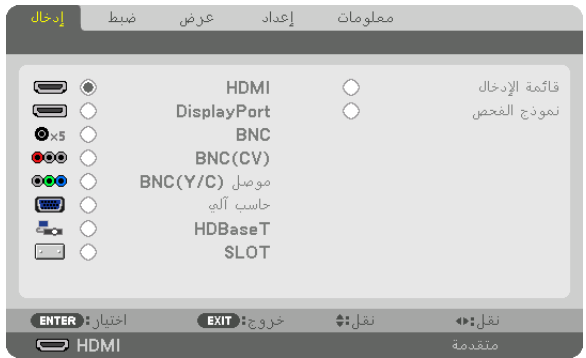 إدخال ضبط عرض إعداد معلومات
HDMI قائمة الإدخال
DisplayPort نموذج الفحص
BNC ×5
BNC(CV)
موصل BNC(Y/C)
حاسب آلي
HDBaseT
SLOT
ENTER :اختيار EXIT :خروج نقل: نقل:
HDMI متقدمة